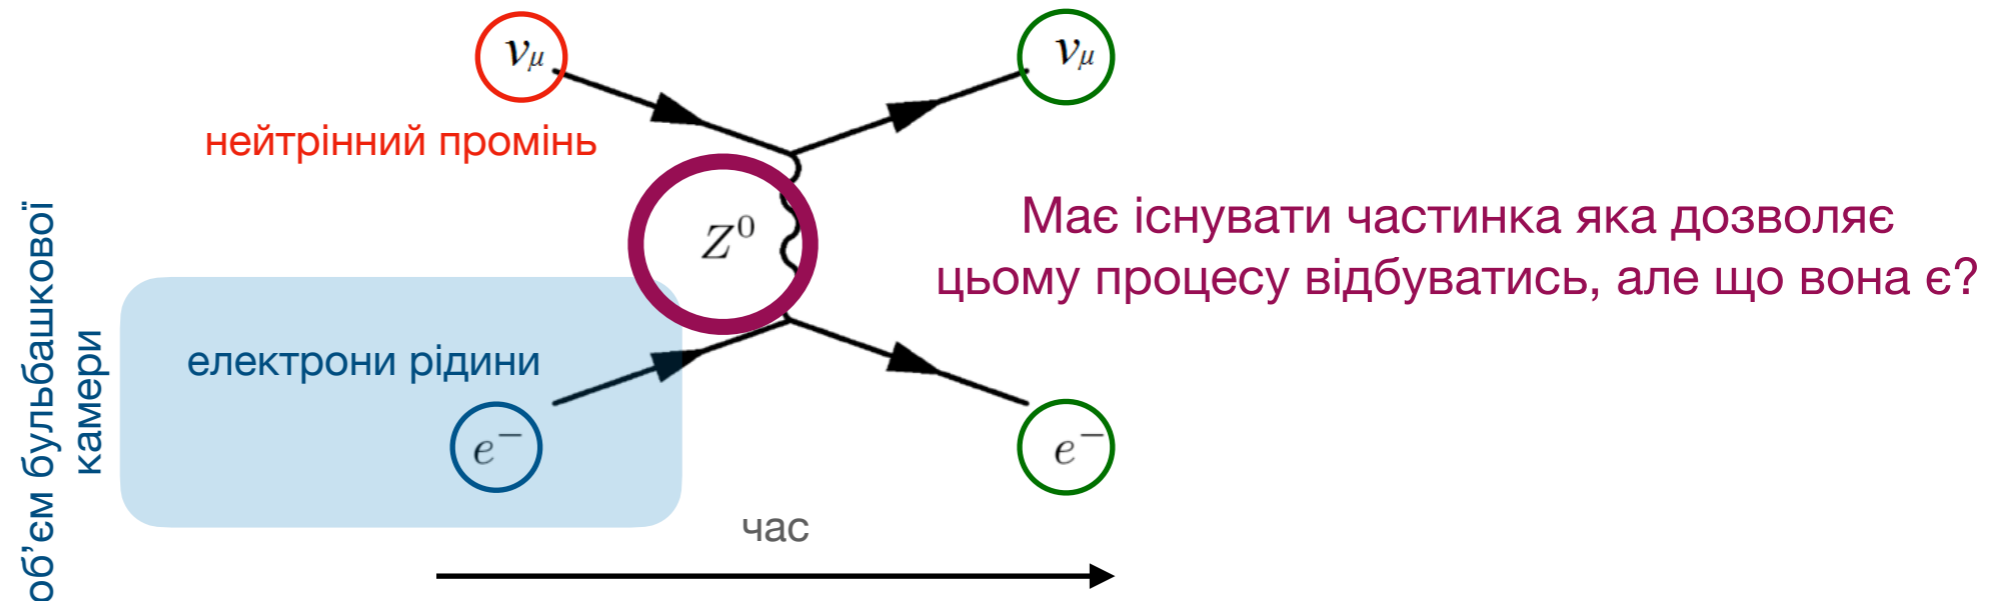 νμ
νμ
нейтрінний промінь
Z⁰
Має існувати частинка яка дозволяє
цьому процесу відбуватись, але що вона є?
об’єм бульбашкової
камери
електрони рідини
e⁻
e⁻
час